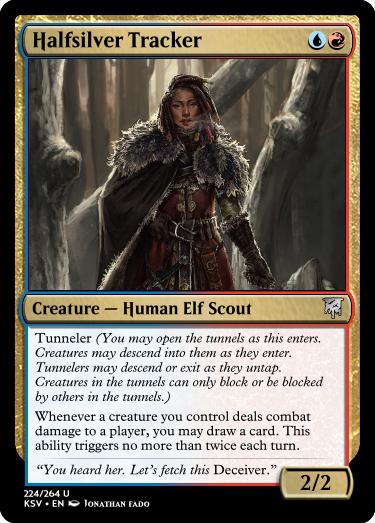 Halfsilver Tracker
Creature — Human Elf Scout
Tunneler (You may open the tunnels as this enters.
Creatures may descend into them as they enter.
Tunnelers may descend or exit as they untap.
Creatures in the tunnels can only block or be blocked
by others in the tunnels.)
Whenever a creature you control deals combat
damage to a player, you may draw a card. This
ability triggers no more than twice each turn.
“You heard her. Let’s fetch this Deceiver.”
2/2
224/264 U
KSV • EN Jonathan Fado